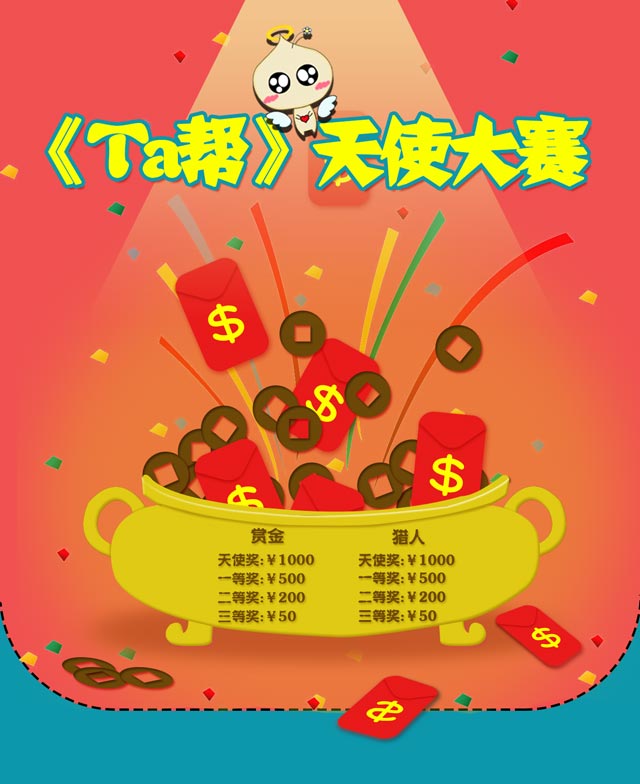 《Ta帮》天使大赛
$
$
$
$
赏金
天使奖:￥1000
一等奖:￥500
二等奖:￥200
三等奖:￥50
猎人
天使奖:￥1000
一等奖:￥500
二等奖:￥200
三等奖:￥50
$
$